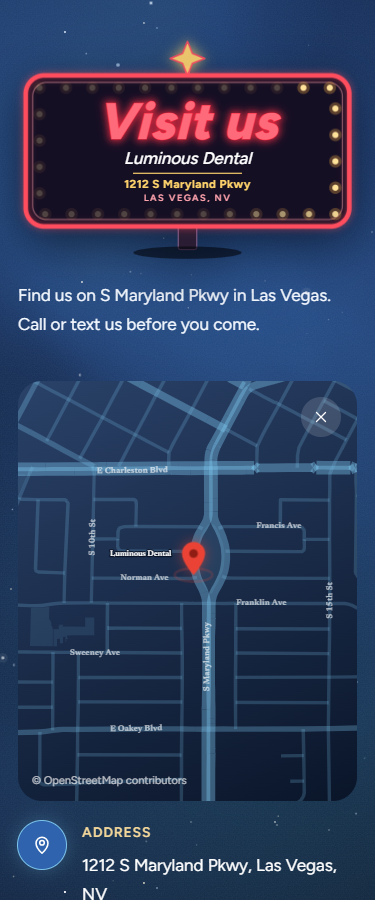 Visit us
Luminous Dental
1212 S Maryland Pkwy
LAS VEGAS, NV
Find us on S Maryland Pkwy in Las Vegas.
Call or text us before you come.
E Charleston Blvd
S 10th St
Francis Ave
Luminous Dental
Norman Ave
S 15th St
Franklin Ave
Sweeney Ave
S Maryland Pkwy
E Oakey Blvd
© OpenStreetMap contributors
ADDRESS
1212 S Maryland Pkwy, Las Vegas,
NV